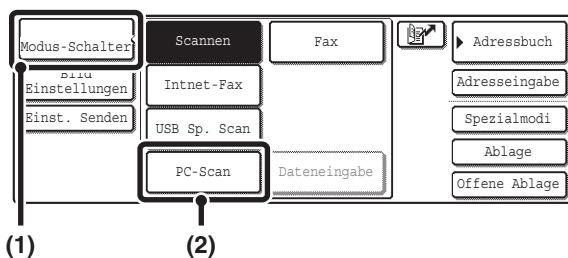 Modus-Schalter
Scannen
Fax
Adressbuch
Bild
Einstellungen
Intnet-Fax
Adresseingabe
Einst. Senden
USB Sp. Scan
Spezialmodi
PC-Scan
Dateneingabe
Ablage
Offene Ablage
(1)
(2)